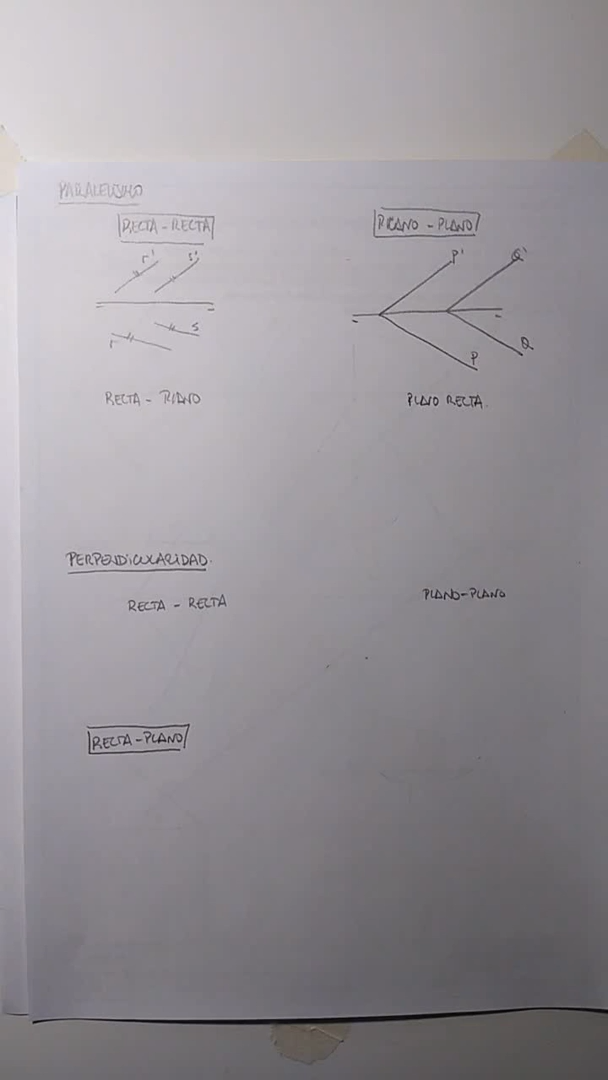 PARALELISMO
RECTA - RECTA
PLANO - PLANO
r' s'
P' Q'
r s
P Q
RECTA - PLANO
PLANO RECTA.
PERPENDICULARIDAD.
RECTA - RECTA
PLANO-PLANO
RECTA-PLANO